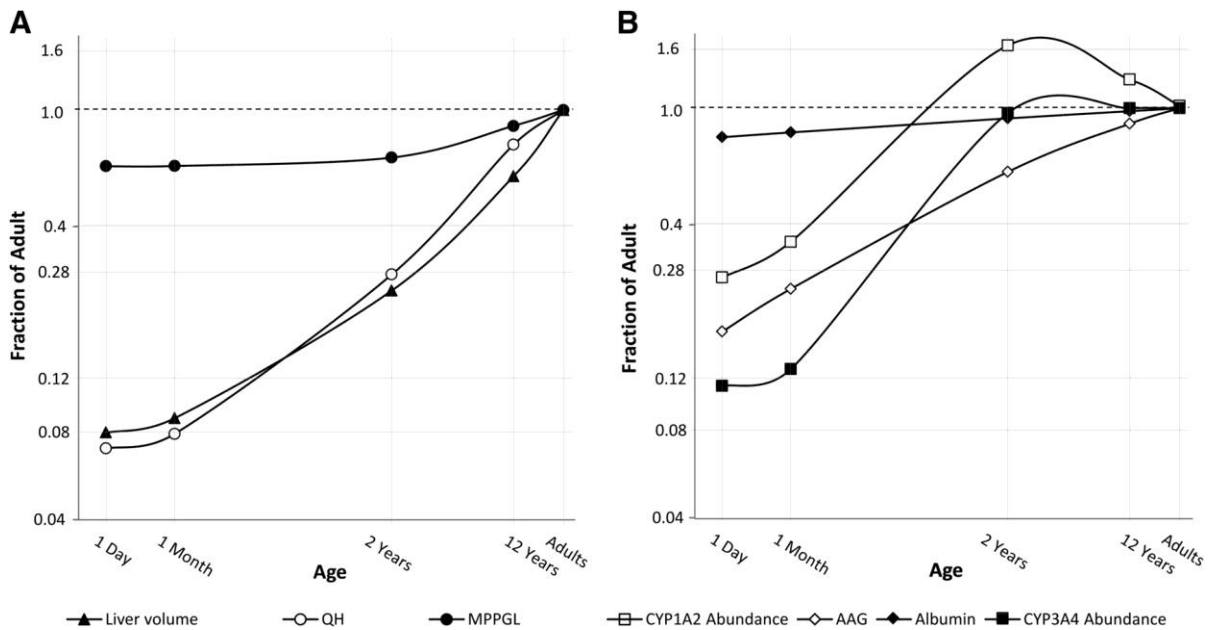 A
Fraction of Adult
1.6
1.0
0.4
0.28
0.12
0.08
0.04
1 Day
1 Month
2 Years
12 Years
Adults
Age
B
Fraction of Adult
1.6
1.0
0.4
0.28
0.12
0.08
0.04
1 Day
1 Month
2 Years
12 Years
Adults
Age
Liver volume QH MPPGL CYP1A2 Abundance AAG Albumin CYP3A4 Abundance